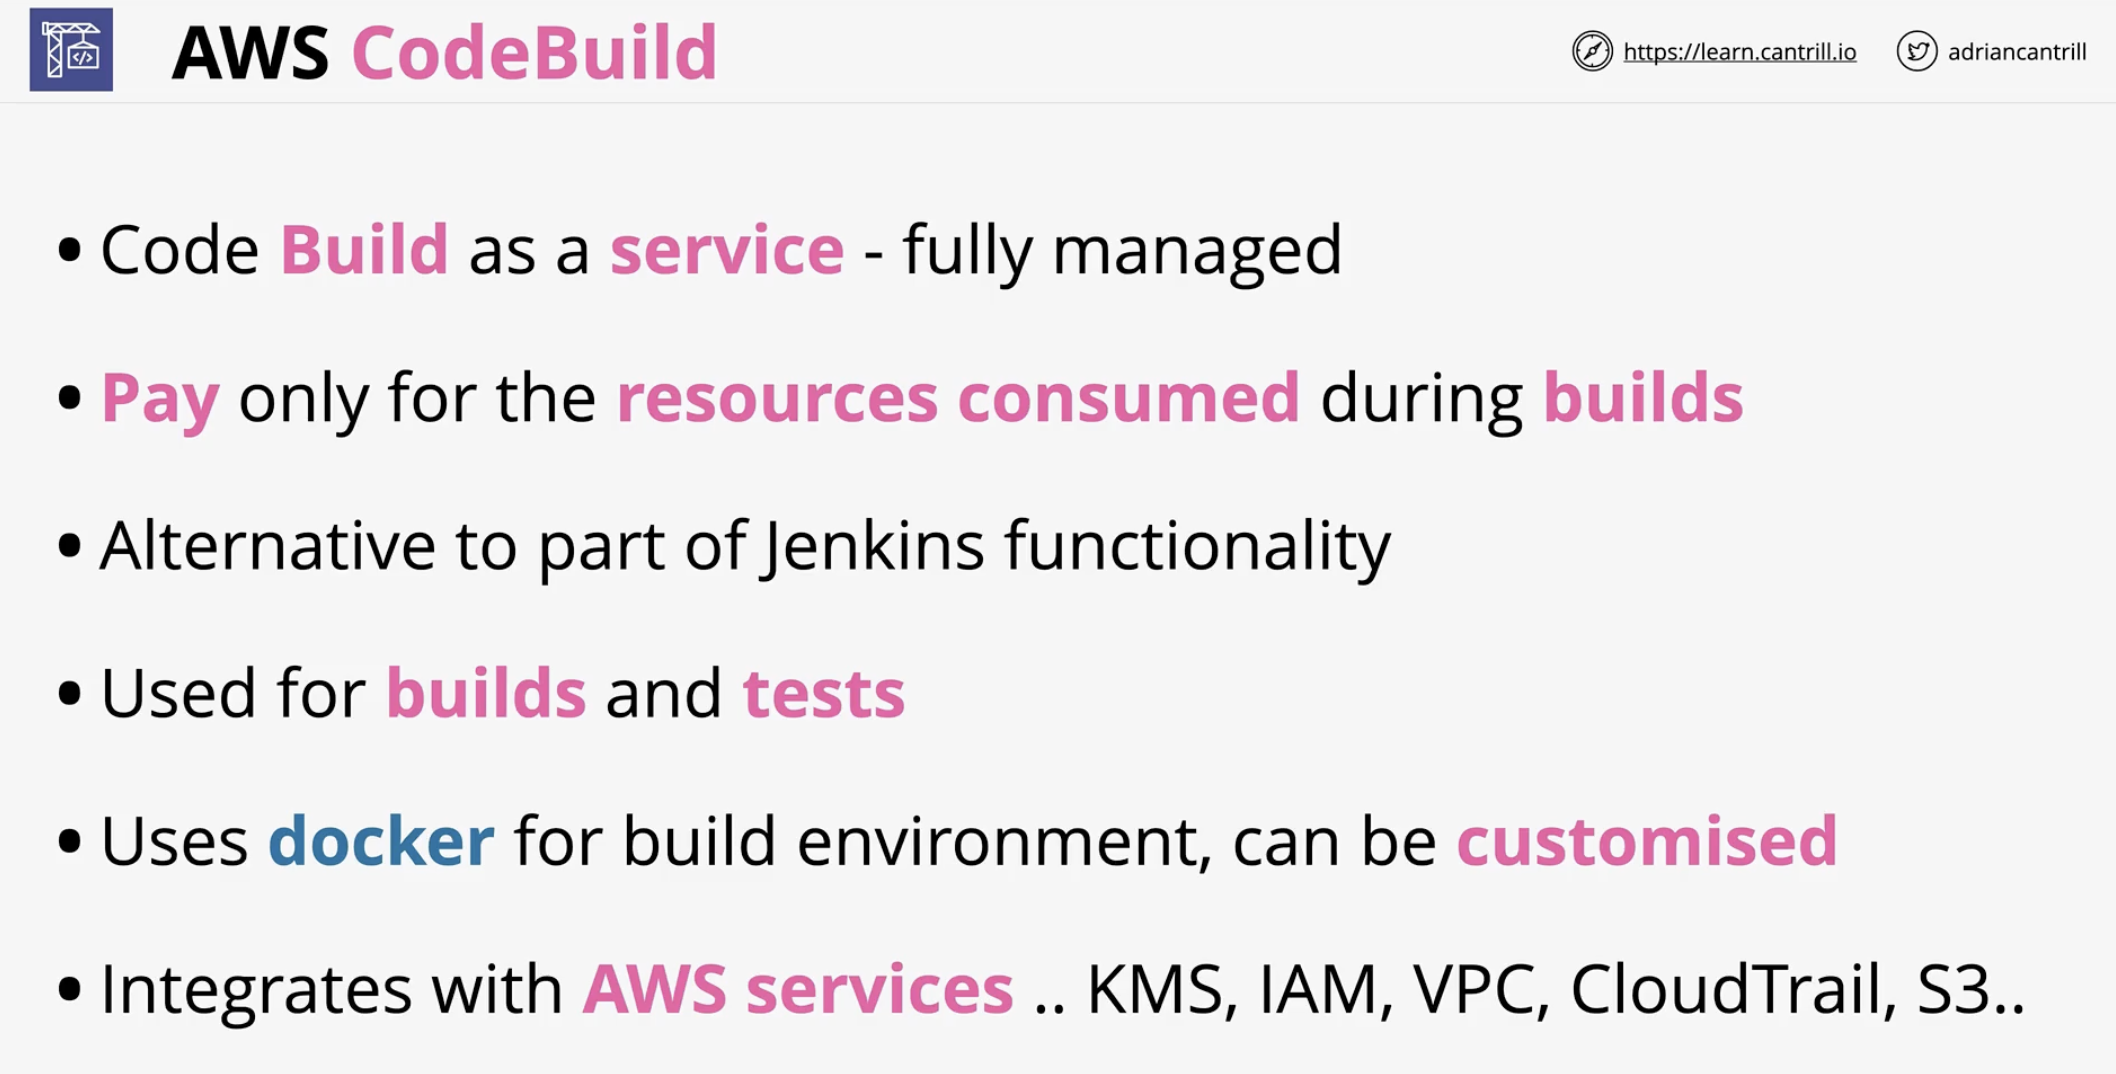 AWS CodeBuild
https://learn.cantrill.io
adriancantrill
• Code Build as a service - fully managed
• Pay only for the resources consumed during builds
• Alternative to part of Jenkins functionality
• Used for builds and tests
• Uses docker for build environment, can be customised
• Integrates with AWS services .. KMS, IAM, VPC, CloudTrail, S3..